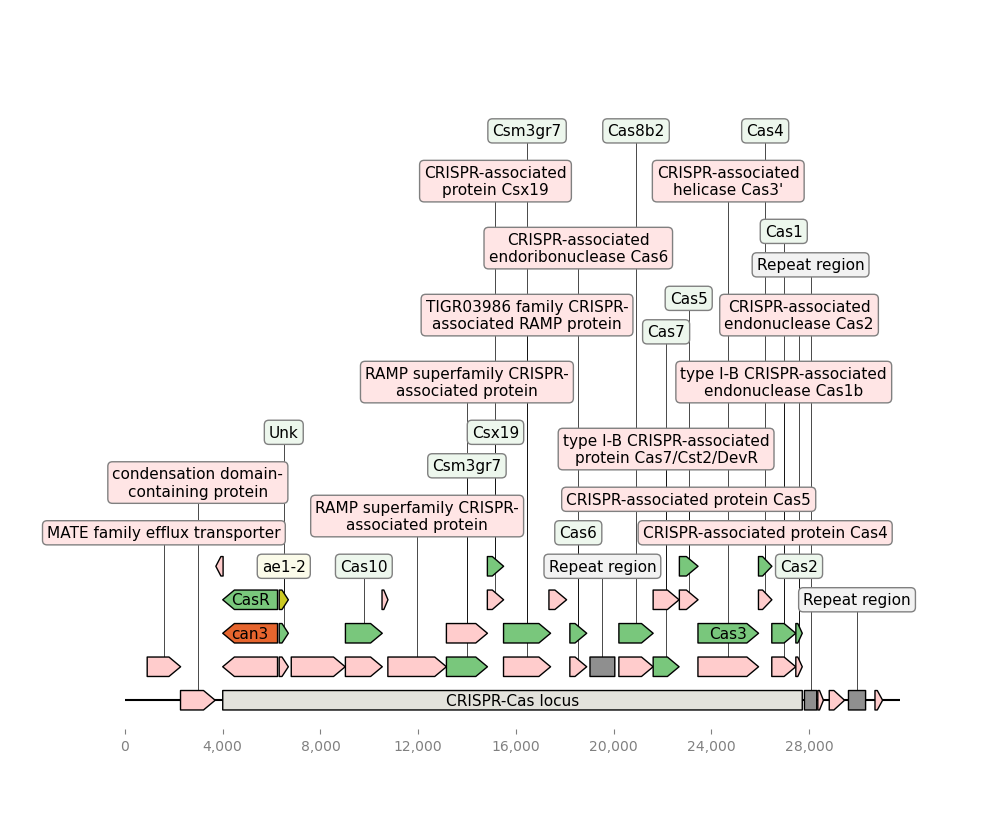 Csm3gr7
Cas8b2
Cas4
CRISPR-associated
protein Csx19
CRISPR-associated
helicase Cas3'
Cas1
CRISPR-associated
endoribonuclease Cas6
Repeat region
Cas5
TIGR03986 family CRISPR-
associated RAMP protein
CRISPR-associated
endonuclease Cas2
Cas7
RAMP superfamily CRISPR-
associated protein
type I-B CRISPR-associated
endonuclease Cas1b
Unk
Csx19
type I-B CRISPR-associated
protein Cas7/Cst2/DevR
Csm3gr7
condensation domain-
containing protein
CRISPR-associated protein Cas5
RAMP superfamily CRISPR-
associated protein
MATE family efflux transporter
Cas6
CRISPR-associated protein Cas4
ae1-2
Cas10
Repeat region
Cas2
CasR
Repeat region
can3
Cas3
CRISPR-Cas locus
0
4,000
8,000
12,000
16,000
20,000
24,000
28,000